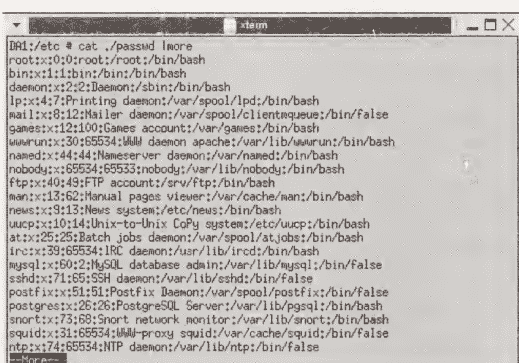 xterm
DA1:/etc # cat ./passwd |more
root:x:0:0:root:/root:/bin/bash
bin:x:1:1:bin:/bin:/bin/bash
daemon:x:2:2:Daemon:/sbin:/bin/bash
lp:x:4:7:Printing daemon:/var/spool/lpd:/bin/bash
mail:x:8:12:Mailer daemon:/var/spool/clientmqueue:/bin/false
games:x:12:100:Games account:/var/games:/bin/bash
wwwrun:x:30:65534:WWW daemon apache:/var/lib/wwwrun:/bin/bash
named:x:44:44:Nameserver daemon:/var/named:/bin/bash
nobody:x:65534:65533:nobody:/var/lib/nobody:/bin/bash
ftp:x:40:49:FTP account:/srv/ftp:/bin/bash
man:x:13:62:Manual pages viewer:/var/cache/man:/bin/bash
news:x:9:13:News system:/etc/news:/bin/bash
uucp:x:10:14:Unix-to-Unix CoPy system:/etc/uucp:/bin/bash
at:x:25:25:Batch jobs daemon:/var/spool/atjobs:/bin/bash
irc:x:39:65534:IRC daemon:/usr/lib/ircd:/bin/bash
mysql:x:60:2:MySQL database admin:/var/lib/mysql:/bin/false
sshd:x:71:65:SSH daemon:/var/lib/sshd:/bin/false
postfix:x:51:51:Postfix Daemon:/var/spool/postfix:/bin/false
postgres:x:26:26:PostgreSQL Server:/var/lib/pgsql:/bin/bash
snort:x:73:68:Snort network monitor:/var/lib/snort:/bin/bash
squid:x:31:65534:WWW-proxy squid:/var/cache/squid:/bin/false
ntp:x:74:65534:NTP daemon:/var/lib/ntp:/bin/false
--More--